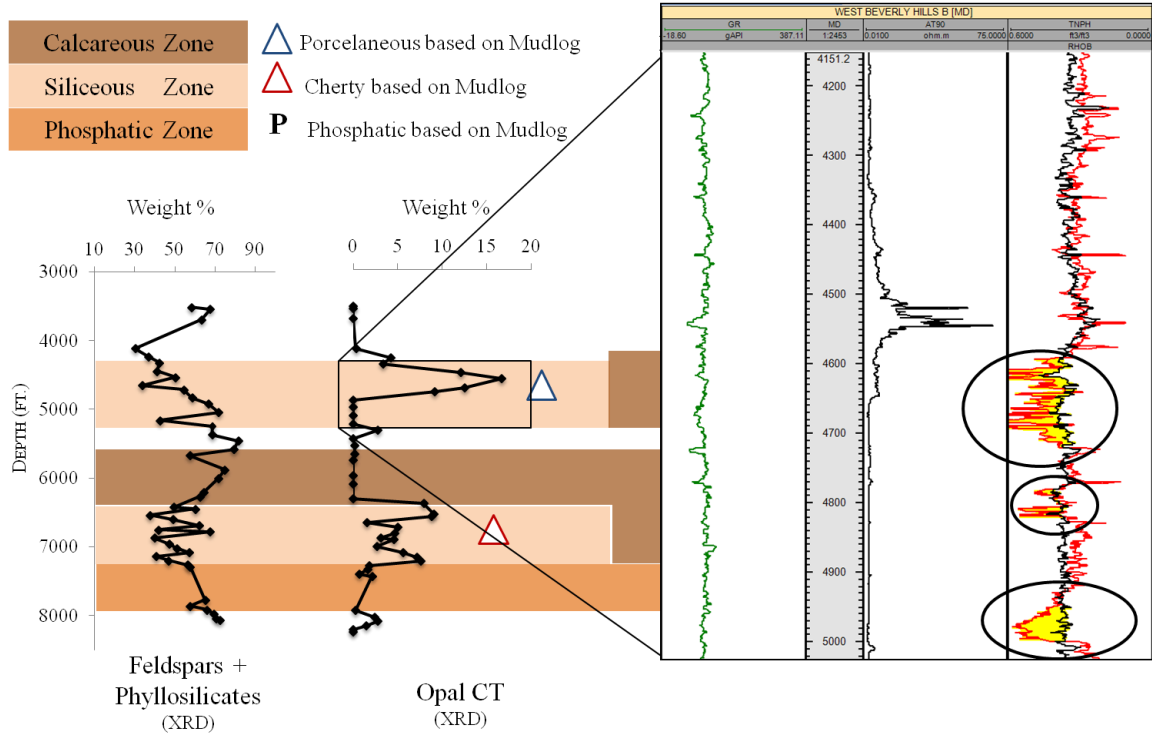 Calcareous Zone
Siliceous Zone
Phosphatic Zone
Porcelaneous based on Mudlog
Cherty based on Mudlog
P Phosphatic based on Mudlog
WEST BEVERLY HILLS B [MD]
GR MD AT90 TNPH
-18.60 gAPI 387.11 1:2453 0.0100 ohm.m 75.0000 0.6000 ft3/ft3 0.0000
RHOB
4151.2
4200
4300
4400
4500
4600
4700
4800
4900
5000
Weight % Weight %
10 30 50 70 90 0 5 10 15 20
3000
4000
5000
6000
7000
8000
DEPTH (FT.)
Feldspars +
Phyllosilicates
(XRD)
Opal CT
(XRD)